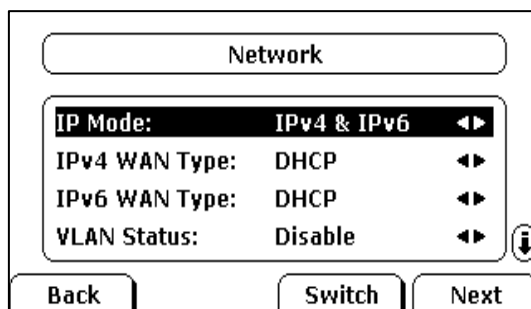 Network
IP Mode: IPv4 & IPv6
IPv4 WAN Type: DHCP
IPv6 WAN Type: DHCP
VLAN Status: Disable
Back Switch Next